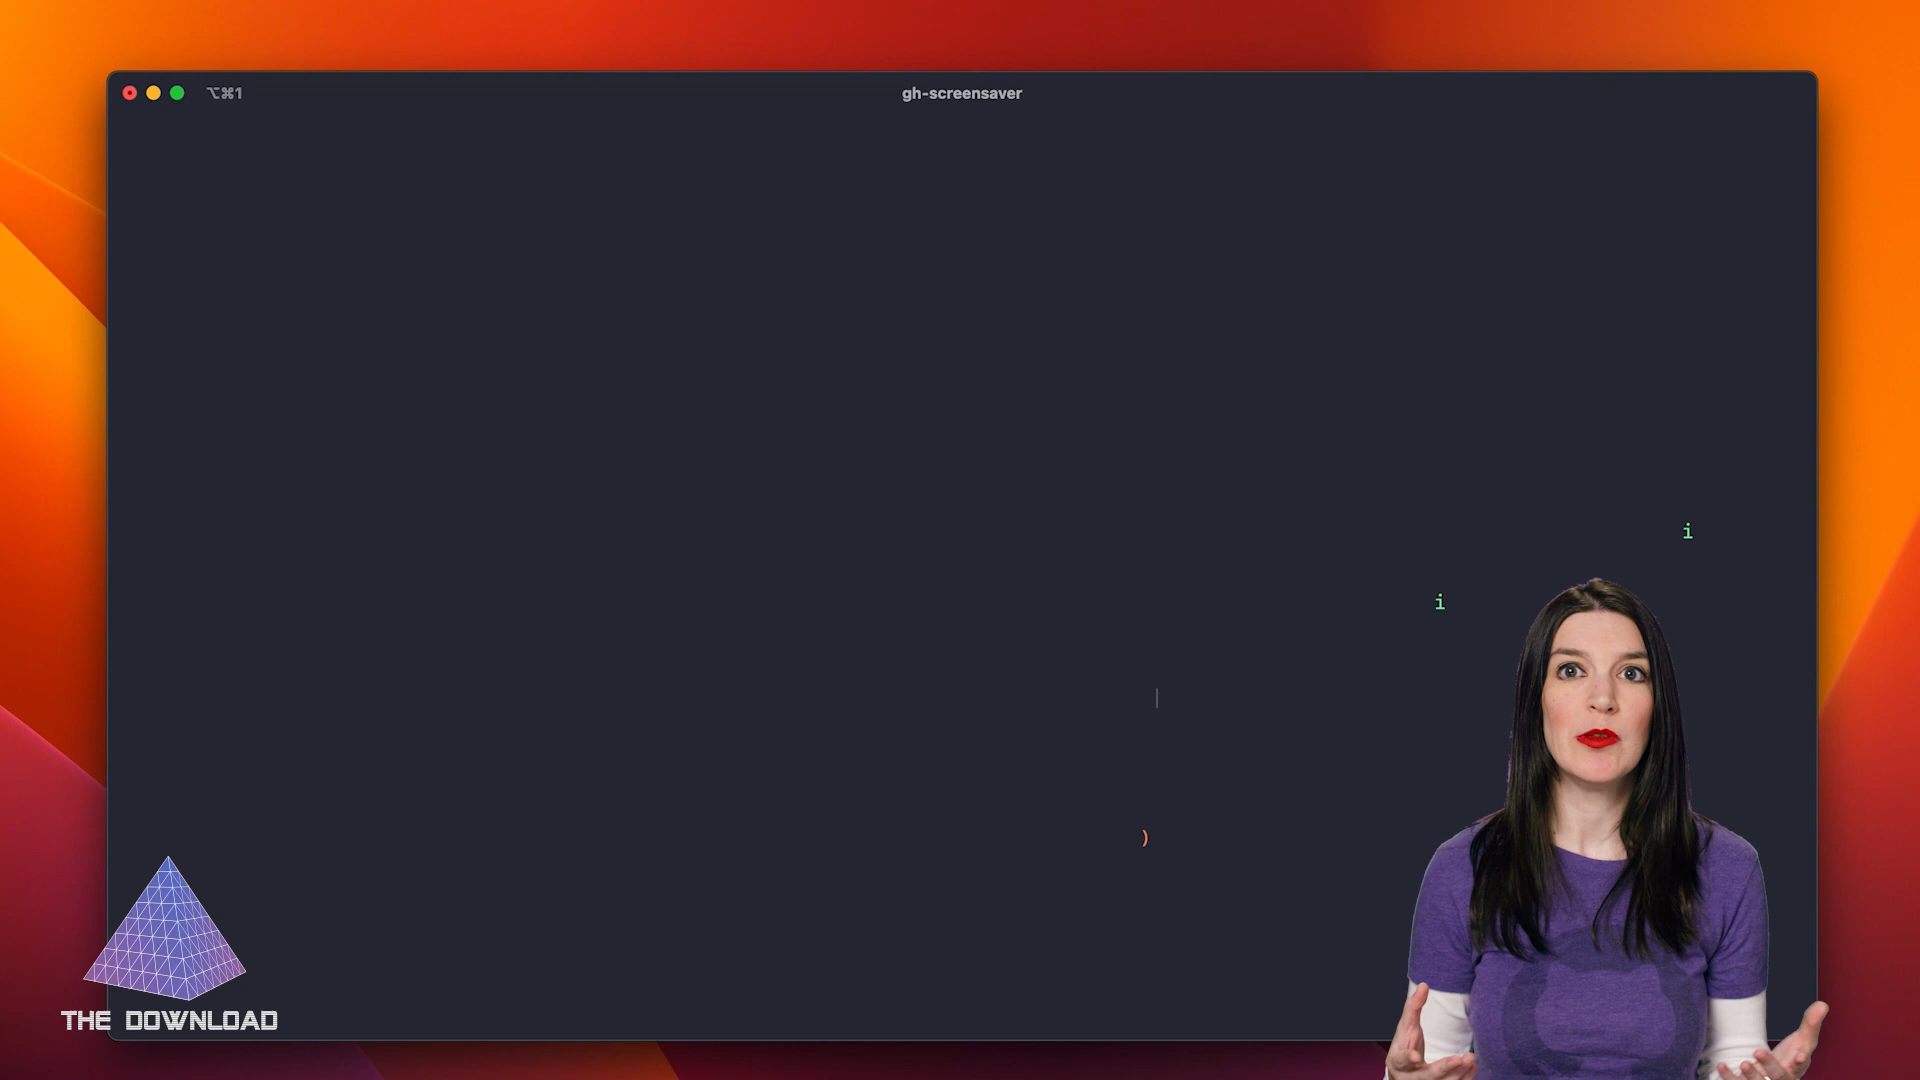 ⌥⌘1
gh-screensaver
i
i
|
)
THE DOWNLOAD